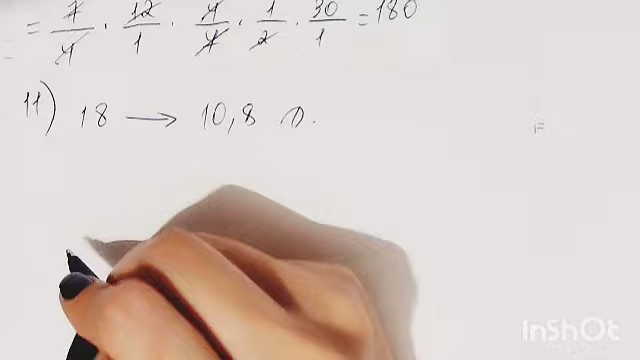 = 7/4 · 12/1 · 4/7 · 1/2 · 30/1 = 180
11) 18 → 10,8 л.
=
InShOt